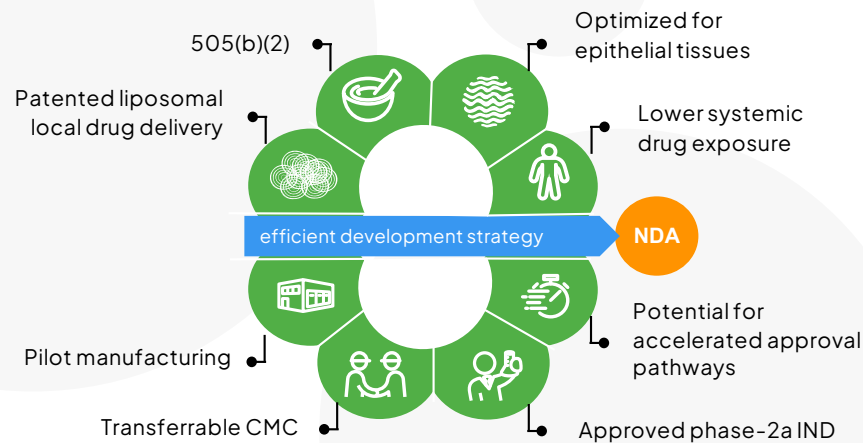 505(b)(2)
Optimized for
epithelial tissues
Patented liposomal
local drug delivery
Lower systemic
drug exposure
efficient development strategy
NDA
Pilot manufacturing
Potential for
accelerated approval
pathways
Transferrable CMC
Approved phase-2a IND